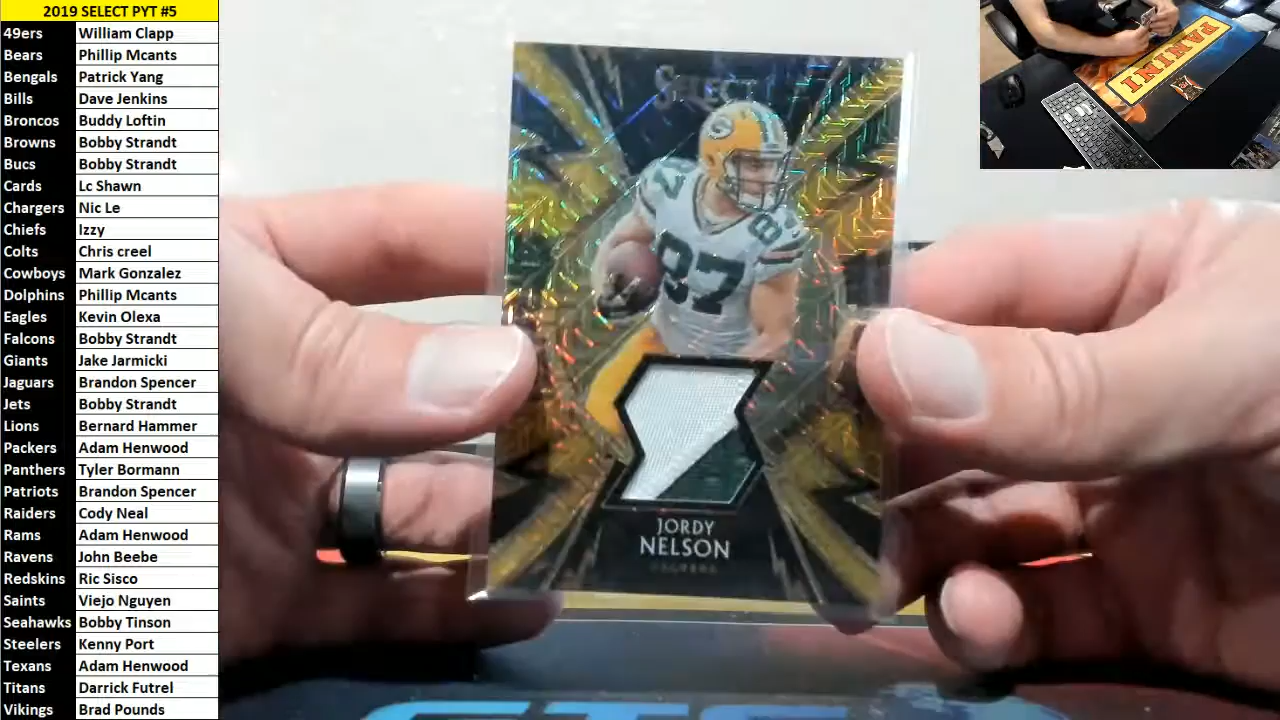 2019 SELECT PYT #5
49ers William Clapp
Bears Phillip Mcants
Bengals Patrick Yang
Bills Dave Jenkins
Broncos Buddy Loftin
Browns Bobby Strandt
Bucs Bobby Strandt
Cards Lc Shawn
Chargers Nic Le
Chiefs Izzy
Colts Chris creel
Cowboys Mark Gonzalez
Dolphins Phillip Mcants
Eagles Kevin Olexa
Falcons Bobby Strandt
Giants Jake Jarmicki
Jaguars Brandon Spencer
Jets Bobby Strandt
Lions Bernard Hammer
Packers Adam Henwood
Panthers Tyler Bormann
Patriots Brandon Spencer
Raiders Cody Neal
Rams Adam Henwood
Ravens John Beebe
Redskins Ric Sisco
Saints Viejo Nguyen
Seahawks Bobby Tinson
Steelers Kenny Port
Texans Adam Henwood
Titans Darrick Futrel
Vikings Brad Pounds
SELECT
G
87
87
87
JORDY
NELSON
PACKERS
PANINI